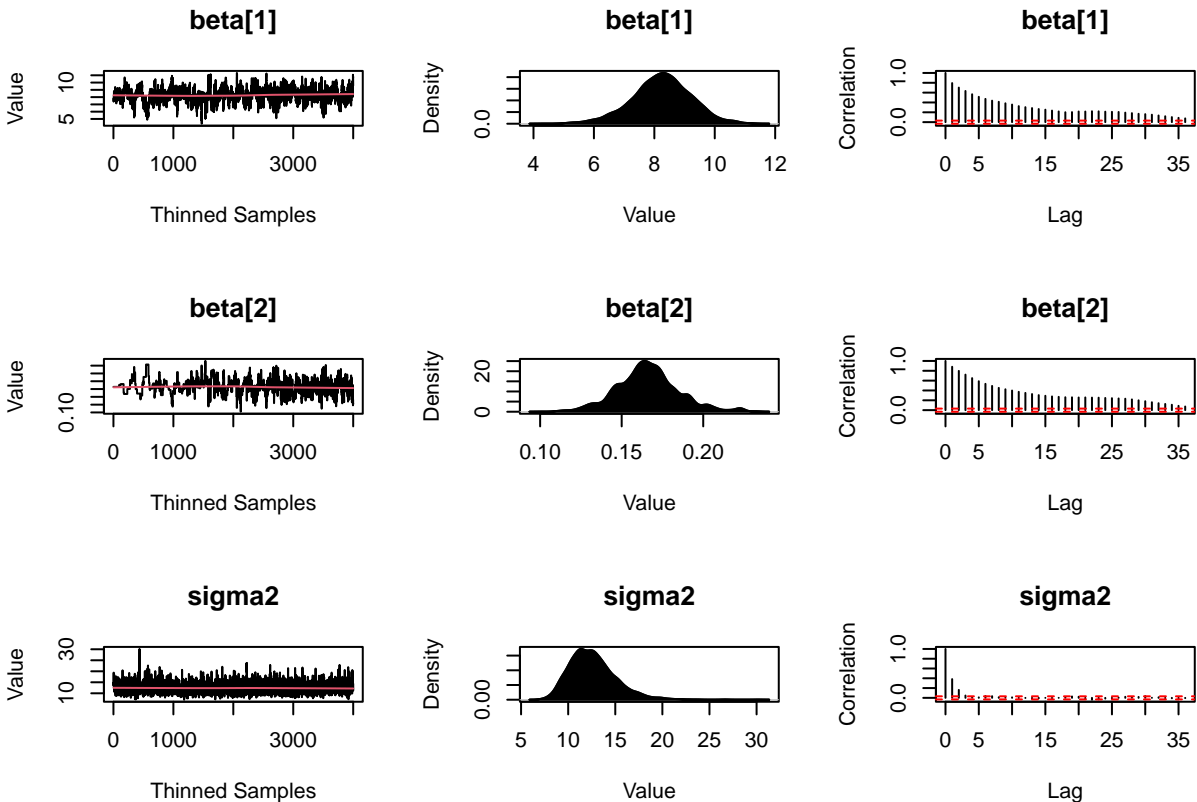 beta[1] beta[1] beta[1]
Value 5 10 Density 0.0 Correlation 0.0 1.0
0 1000 3000 4 6 8 10 12 0 5 15 25 35
Thinned Samples Value Lag
beta[2] beta[2] beta[2]
Value 0.10 Density 0 20 Correlation 0.0 1.0
0 1000 3000 0.10 0.15 0.20 0 5 15 25 35
Thinned Samples Value Lag
sigma2 sigma2 sigma2
Value 10 30 Density 0.00 Correlation 0.0 1.0
0 1000 3000 5 10 15 20 25 30 0 5 15 25 35
Thinned Samples Value Lag